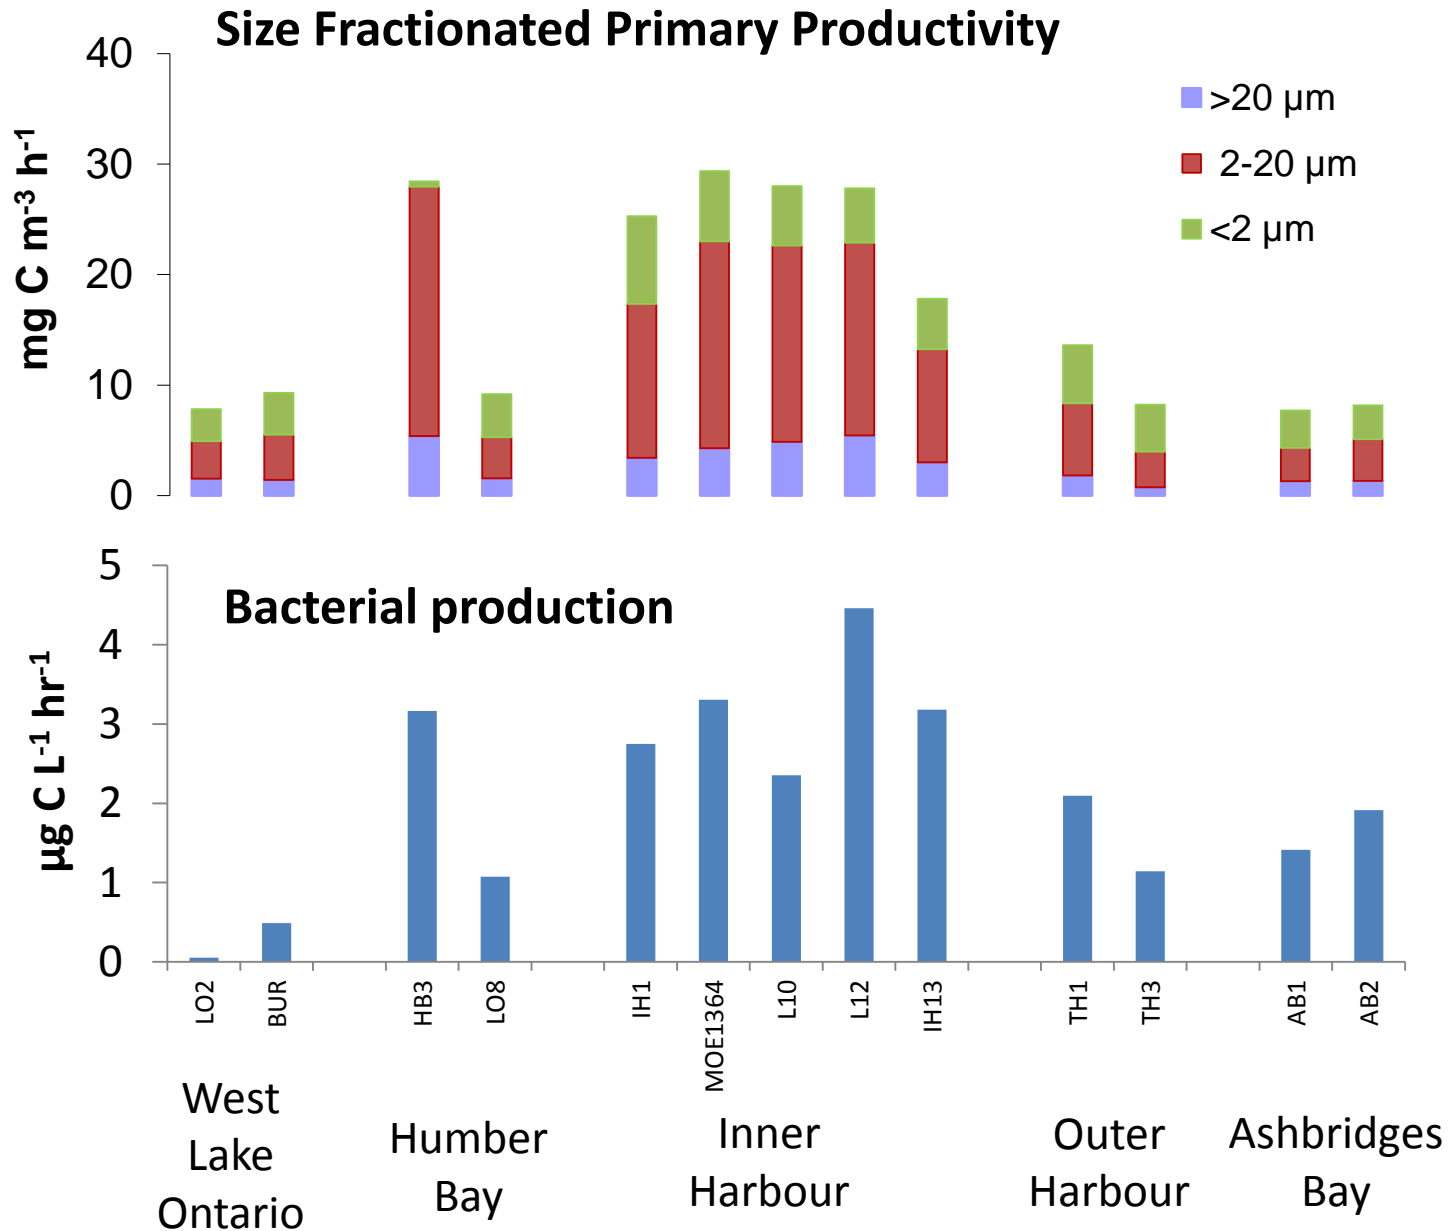 Size Fractionated Primary Productivity
40
30
20
10
0
mg C m-3 h-1
>20 µm
2-20 µm
<2 µm
Bacterial production
5
4
3
2
1
0
µg C L-1 hr-1
LO2
BUR
HB3
LO8
IH1
MOE1364
L10
L12
IH13
TH1
TH3
AB1
AB2
West
Lake
Ontario
Humber
Bay
Inner
Harbour
Outer
Harbour
Ashbridges
Bay